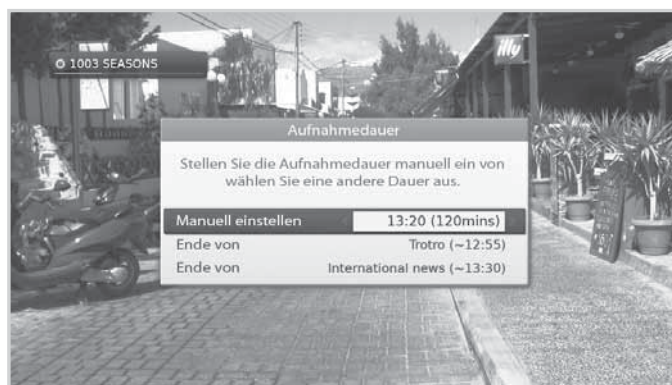 illy
1003 SEASONS
Aufnahmedauer
Stellen Sie die Aufnahmedauer manuell ein von
wählen Sie eine andere Dauer aus.
Manuell einstellen 13:20 (120mins)
Ende von Trotro (~12:55)
Ende von International news (~13:30)